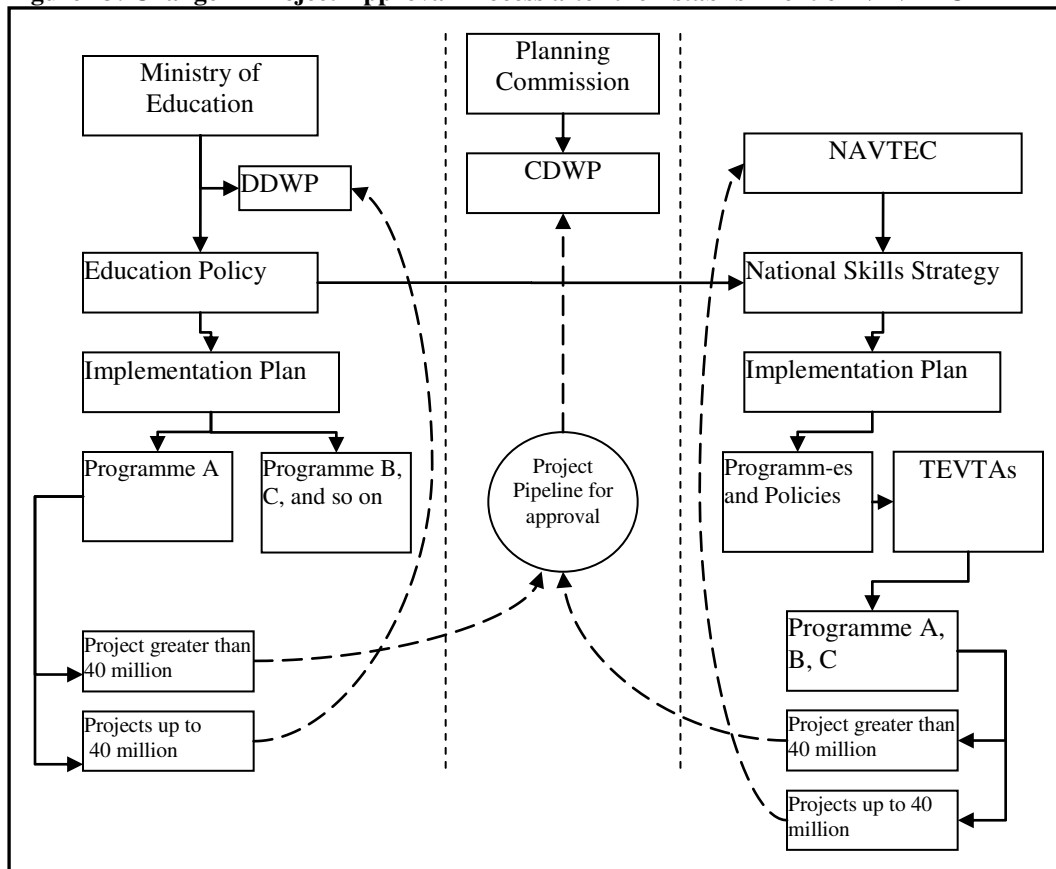 Ministry of
Education
DDWP
Education Policy
Implementation Plan
Programme A
Programme B,
C, and so on
Project greater than
40 million
Projects up to
40 million
Planning
Commission
CDWP
Project
Pipeline for
approval
NAVTEC
National Skills Strategy
Implementation Plan
Programm-es
and Policies
TEVTAs
Programme A,
B, C
Project greater than
40 million
Projects up to 40
million